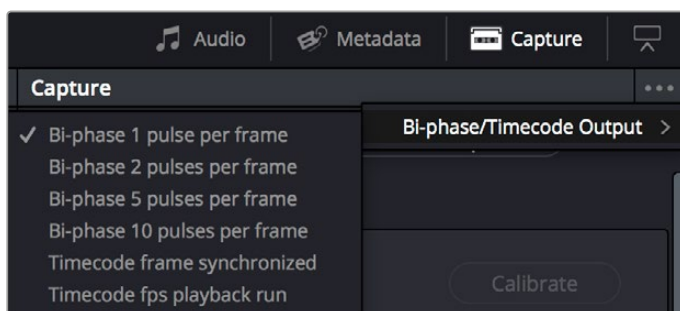 Audio Metadata Capture
Capture
Bi-phase/Timecode Output >
✓ Bi-phase 1 pulse per frame
Bi-phase 2 pulses per frame
Bi-phase 5 pulses per frame
Bi-phase 10 pulses per frame
Timecode frame synchronized
Timecode fps playback run
Calibrate